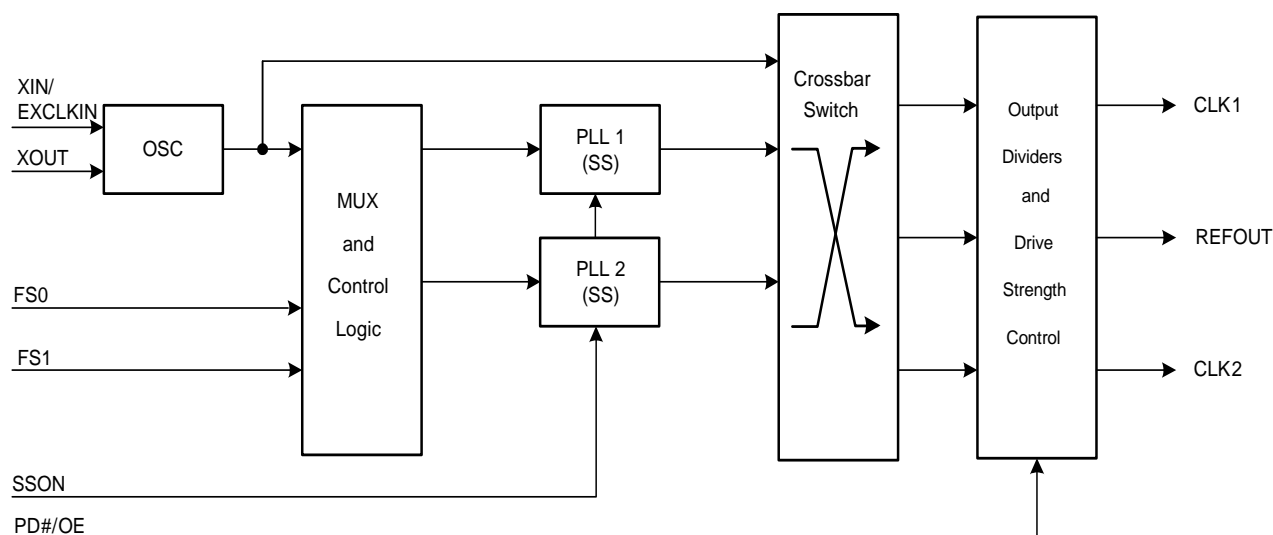 XIN/
EXCLKIN
XOUT
OSC
FS0
FS1
SSON
PD#/OE
MUX
and
Control
Logic
PLL 1
(SS)
PLL 2
(SS)
Crossbar
Switch
Output
Dividers
and
Drive
Strength
Control
CLK1
REFOUT
CLK2